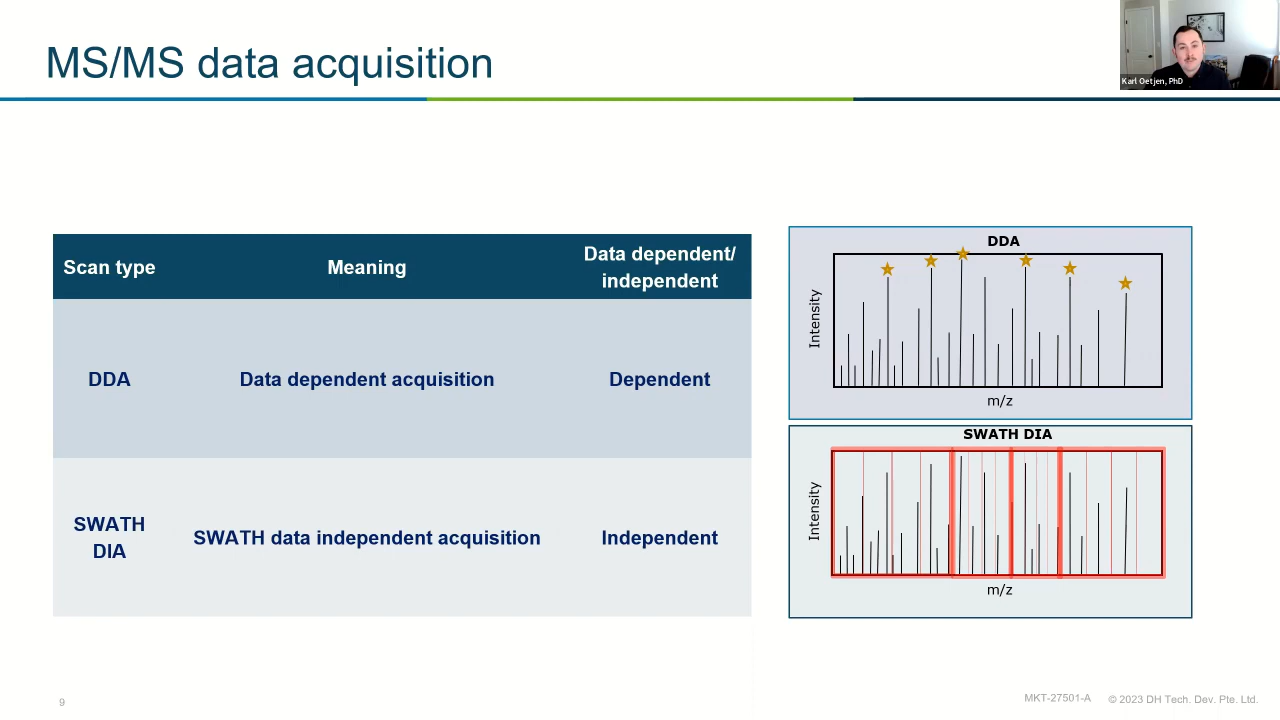 MS/MS data acquisition
Karl Oetjen, PhD
Scan type
Meaning
Data dependent/
independent
DDA
Data dependent acquisition
Dependent
SWATH
DIA
SWATH data independent acquisition
Independent
DDA
Intensity
m/z
SWATH DIA
Intensity
m/z
9
MKT-27501-A
© 2023 DH Tech. Dev. Pte. Ltd.